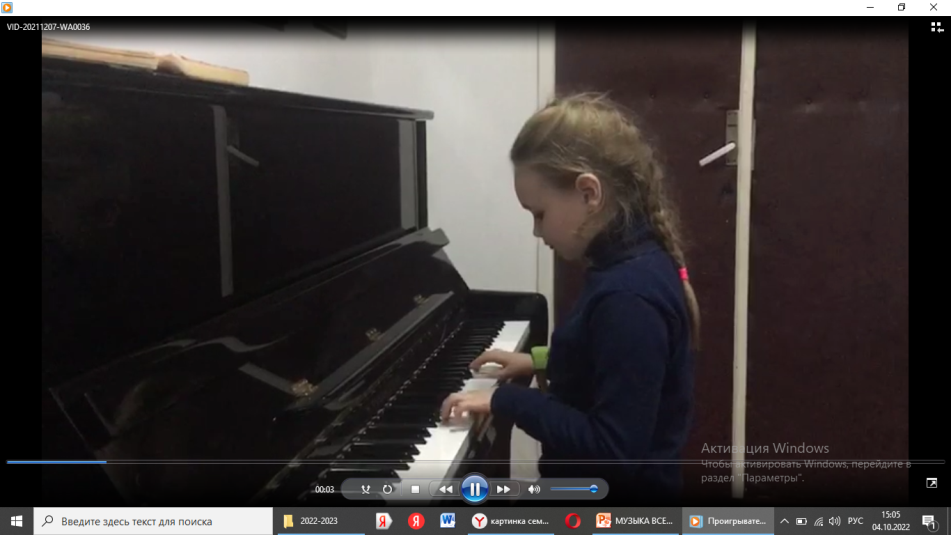 VID-20211207-WA0036
Активация Windows
Чтобы активировать Windows, перейдите в
раздел "Параметры".
00:03
Введите здесь текст для поиска
2022-2023
Я
Я
W
Y
картинка сем...
P
МУЗЫКА ВСЕ...
Проигрывате...
РУС
15:05
04.10.2022
1